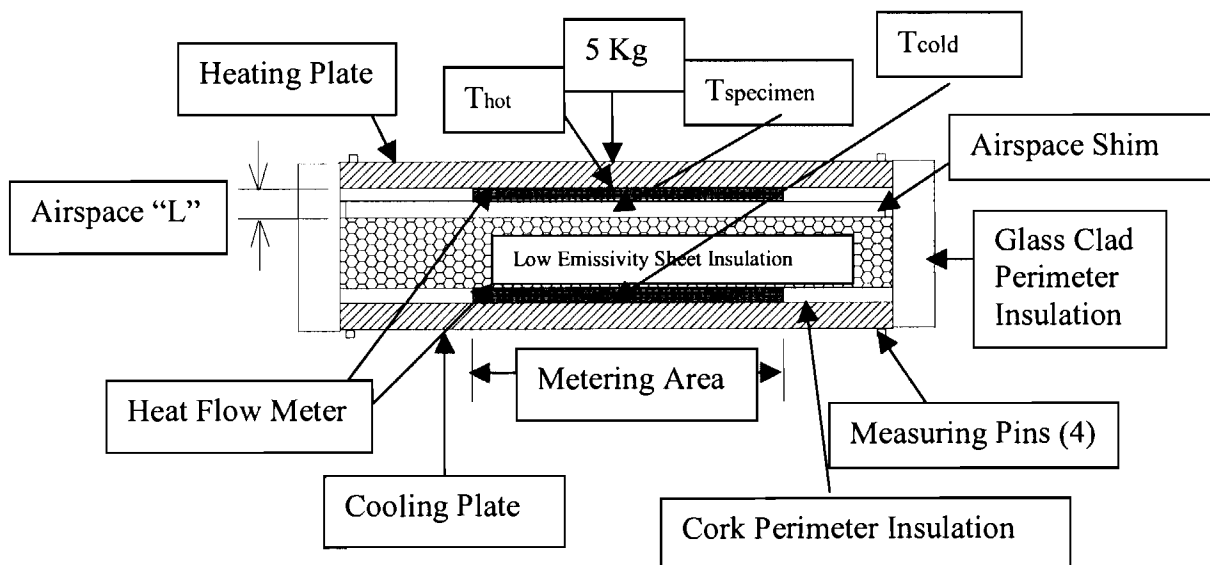 5 Kg
Tcold
Heating Plate
Thot
Tspecimen
Airspace Shim
Airspace “L”
Low Emissivity Sheet Insulation
Glass Clad
Perimeter
Insulation
Metering Area
Heat Flow Meter
Measuring Pins (4)
Cooling Plate
Cork Perimeter Insulation